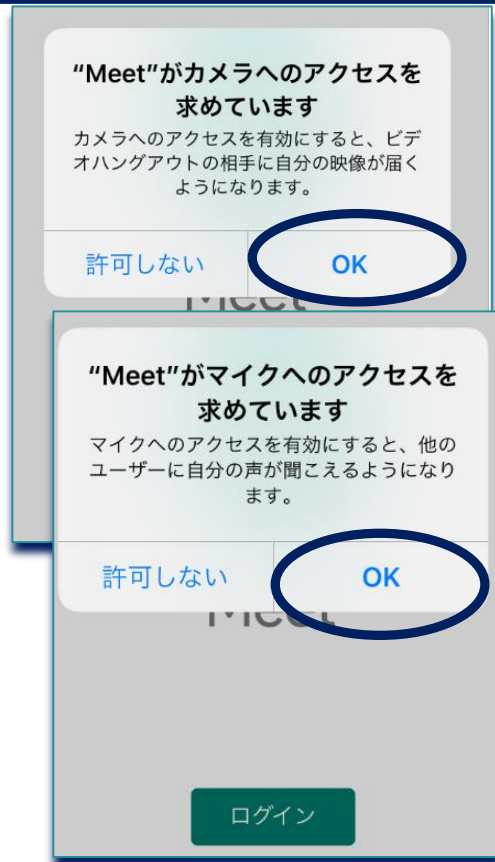 “Meet”がカメラへのアクセスを
求めています
カメラへのアクセスを有効にすると、ビデ
オハングアウトの相手に自分の映像が届く
ようになります。
許可しない OK
Meet
“Meet”がマイクへのアクセスを
求めています
マイクへのアクセスを有効にすると、他の
ユーザーに自分の声が聞こえるようになり
ます。
許可しない OK
Meet
ログイン